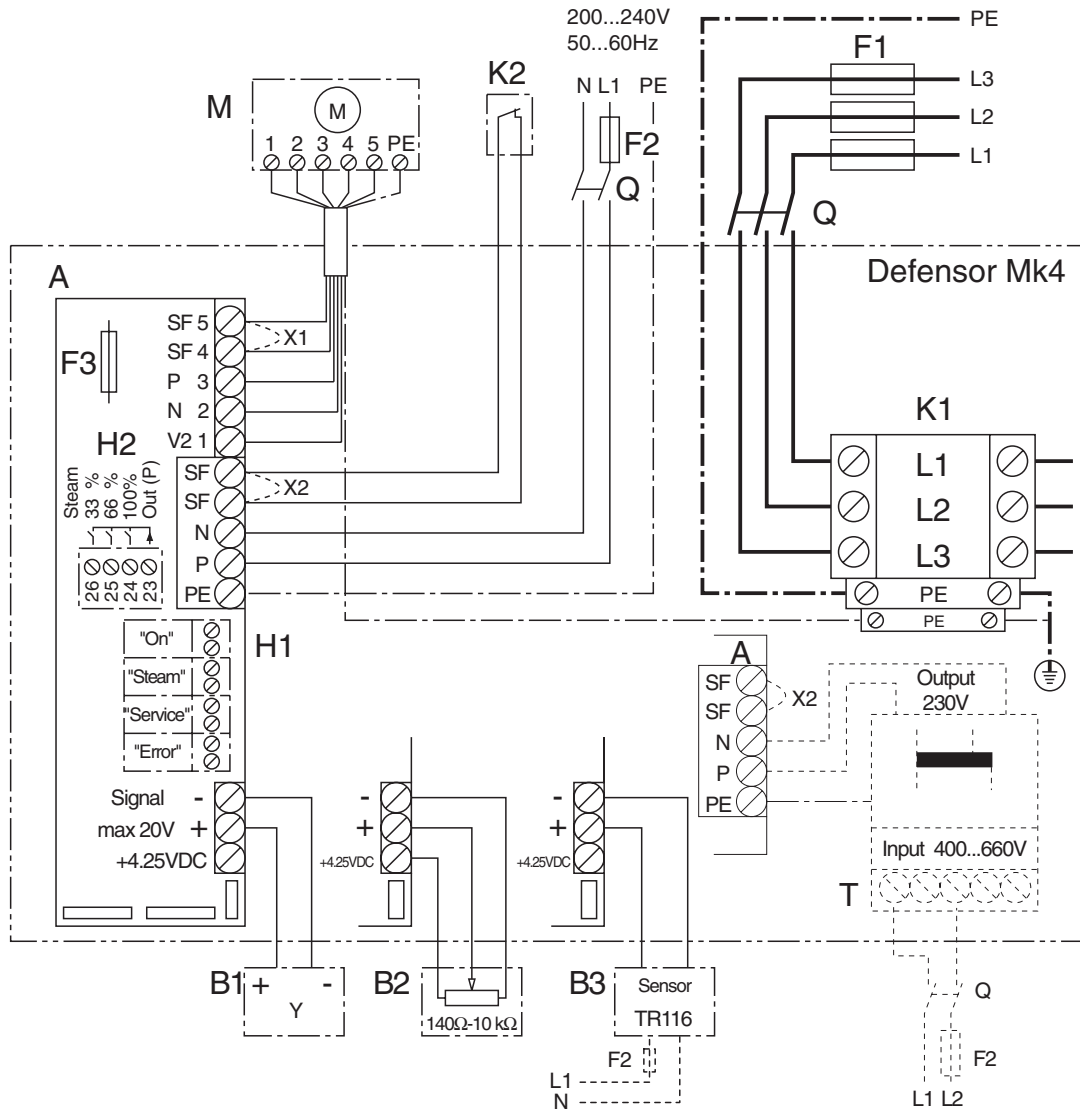 200...240V
50...60Hz
PE
F1
L3
L2
L1
K2
N L1 PE
F2
Q
M
M
1 2 3 4 5 PE
Q
Defensor Mk4
A
F3
SF 5
SF 4
X1
P 3
N 2
V2 1
H2
Steam
33 %
66 %
100%
Out (P)
26
25
24
23
SF
SF
X2
N
P
PE
K1
L1
L2
L3
PE
PE
"On"
"Steam"
"Service"
"Error"
H1
A
SF
SF
X2
N
P
PE
Output
230V
Input 400...660V
T
Signal -
max 20V +
+4.25VDC
-
+
+4.25VDC
-
+
+4.25VDC
B1 + -
Y
B2
140Ω-10 kΩ
B3
Sensor
TR116
F2
L1
N
Q
F2
L1 L2